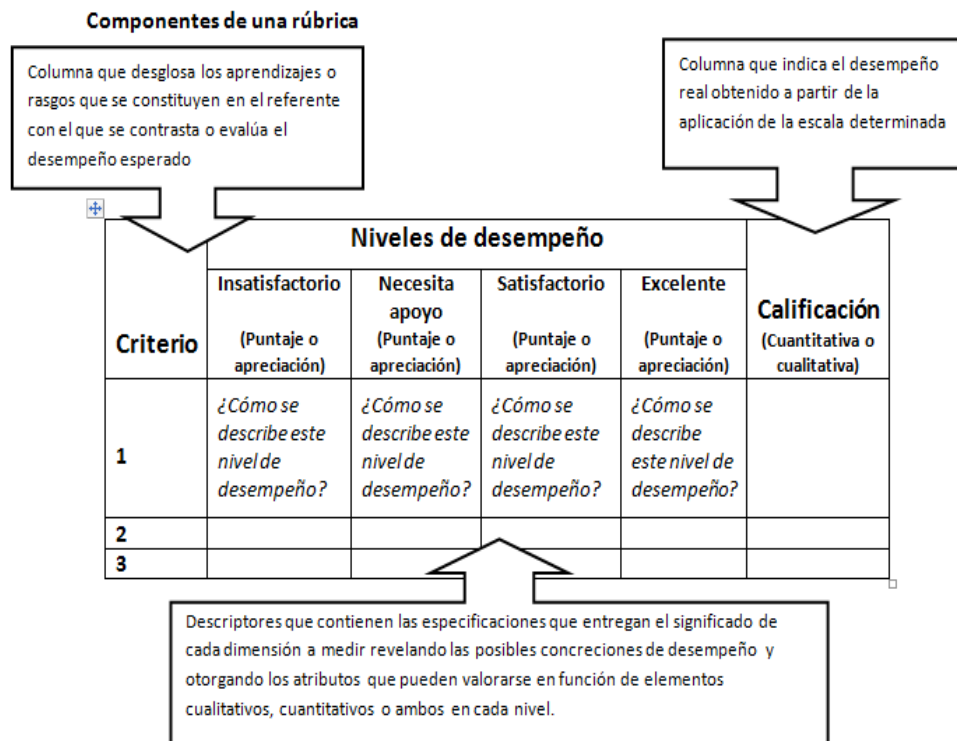 Componentes de una rúbrica
Columna que desglosa los aprendizajes o
rasgos que se constituyen en el referente
con el que se contrasta o evalúa el
desempeño esperado
Columna que indica el desempeño
real obtenido a partir de la
aplicación de la escala determinada
Criterio
Niveles de desempeño
Insatisfactorio
(Puntaje o
apreciación)
Necesita
apoyo
(Puntaje o
apreciación)
Satisfactorio
(Puntaje o
apreciación)
Excelente
(Puntaje o
apreciación)
Calificación
(Cuantitativa o
cualitativa)
1
¿Cómo se
describe este
nivel de
desempeño?
¿Cómo se
describe este
nivel de
desempeño?
¿Cómo se
describe este
nivel de
desempeño?
¿Cómo se
describe
este nivel de
desempeño?
2
3
Descriptores que contienen las especificaciones que entregan el significado de
cada dimensión a medir revelando las posibles concreciones de desempeño y
otorgando los atributos que pueden valorarse en función de elementos
cualitativos, cuantitativos o ambos en cada nivel.